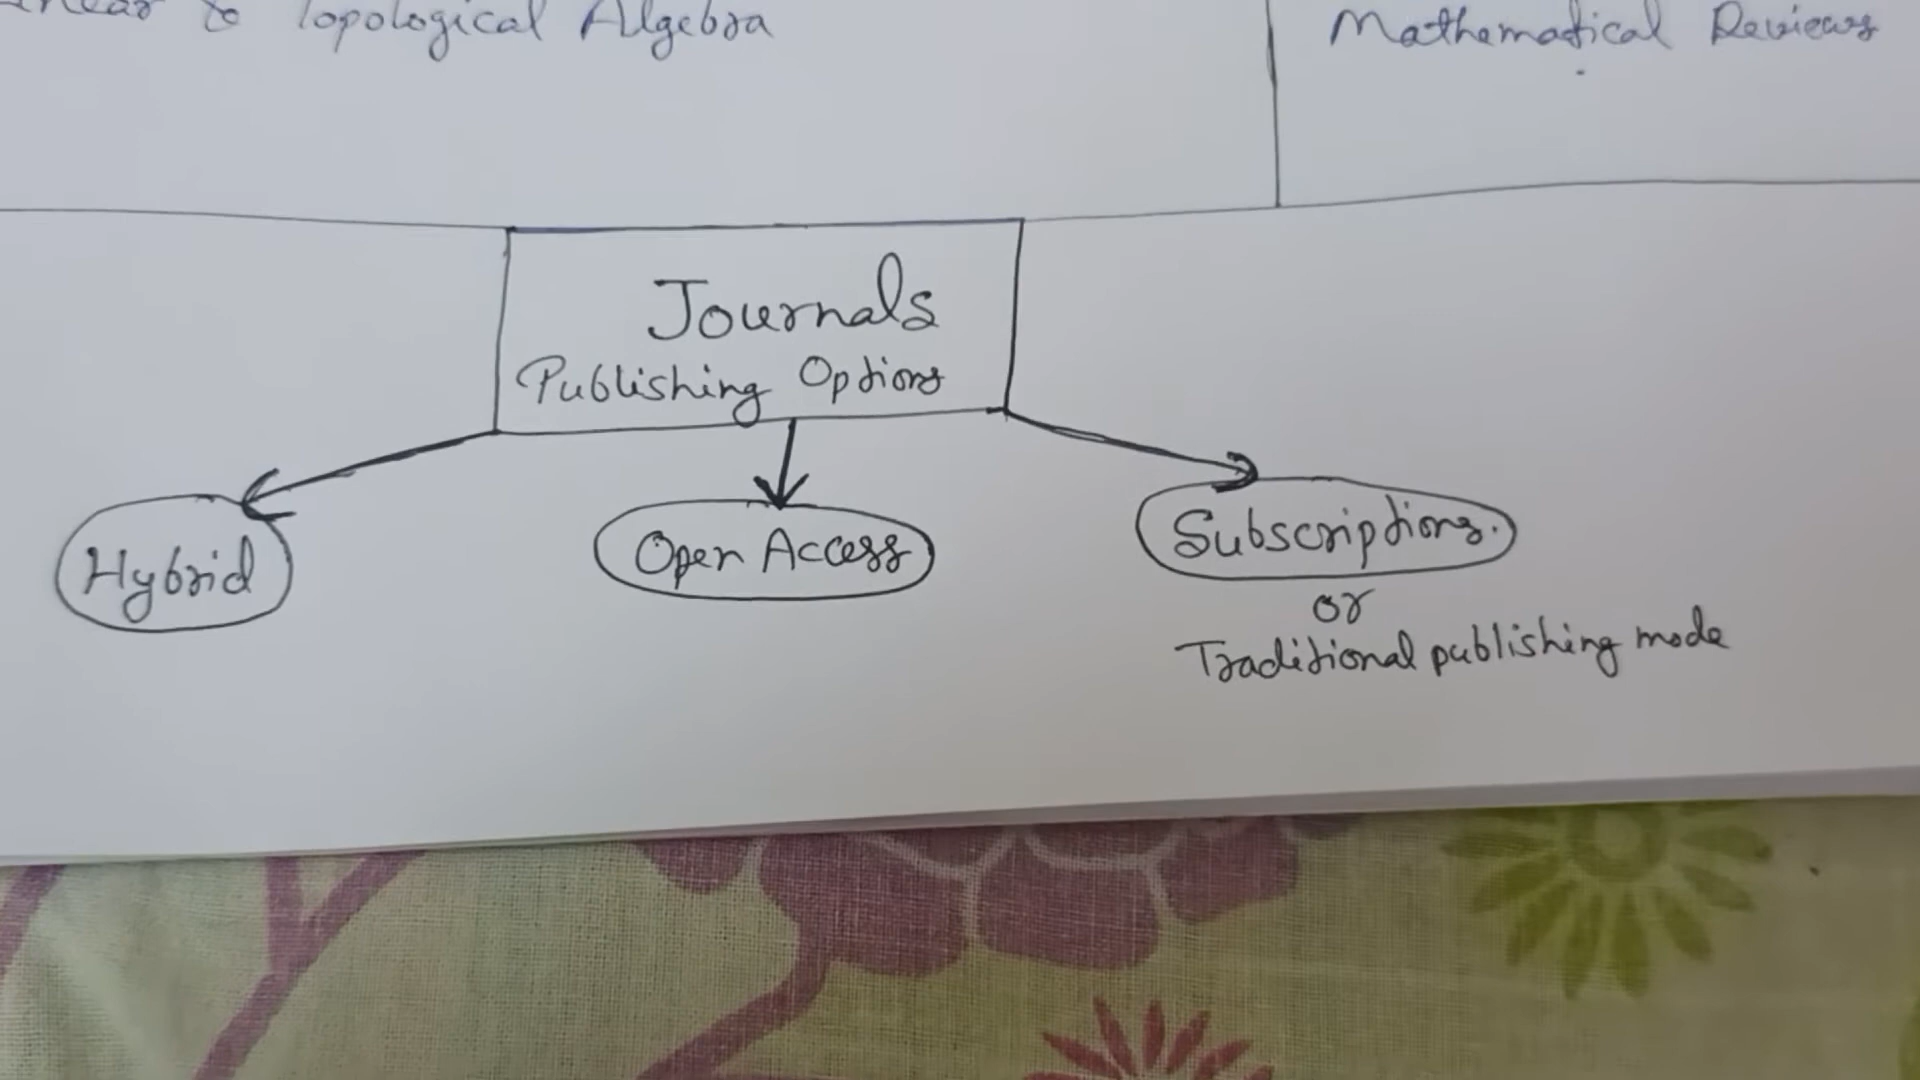 & Topological Algebra
Mathematical Reviews
Journals
Publishing Options
Hybrid
Open Access
Subscriptions.
or
Traditional publishing mode